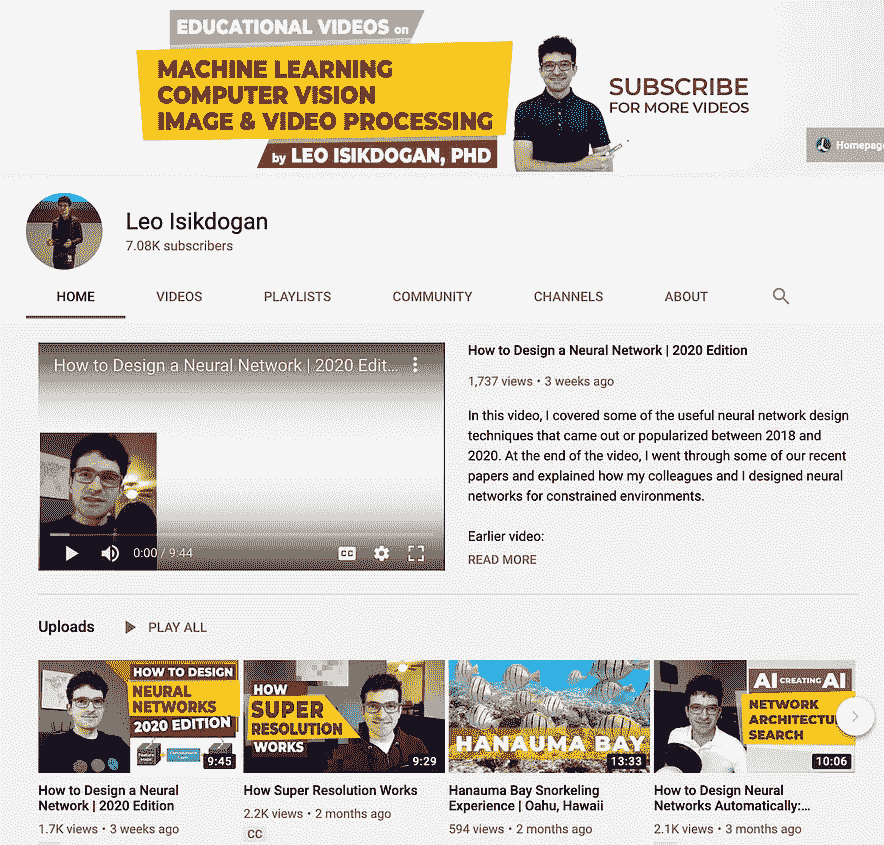 EDUCATIONAL VIDEOS on
MACHINE LEARNING
COMPUTER VISION
IMAGE & VIDEO PROCESSING
by LEO ISIKDOGAN, PHD
SUBSCRIBE
FOR MORE VIDEOS
Homepage
Leo Isikdogan
7.08K subscribers
HOME
VIDEOS
PLAYLISTS
COMMUNITY
CHANNELS
ABOUT
How to Design a Neural Network | 2020 Edit...
0:00 / 9:44
CC
How to Design a Neural Network | 2020 Edition
1,737 views • 3 weeks ago
In this video, I covered some of the useful neural network design
techniques that came out or popularized between 2018 and
2020. At the end of the video, I went through some of our recent
papers and explained how my colleagues and I designed neural
networks for constrained environments.
Earlier video:
READ MORE
Uploads
PLAY ALL
HOW TO DESIGN
NEURAL
NETWORKS
2020 EDITION
9:45
How to Design a Neural
Network | 2020 Edition
1.7K views • 3 weeks ago
HOW
SUPER
RESOLUTION
WORKS
9:29
How Super Resolution Works
2.2K views • 2 months ago
CC
HANAUMA BAY
13:33
Hanauma Bay Snorkeling
Experience | Oahu, Hawaii
594 views • 2 months ago
AI CREATING AI
NETWORK
ARCHITECTU
SEARCH
10:06
How to Design Neural
Networks Automatically:...
2.1K views • 3 months ago